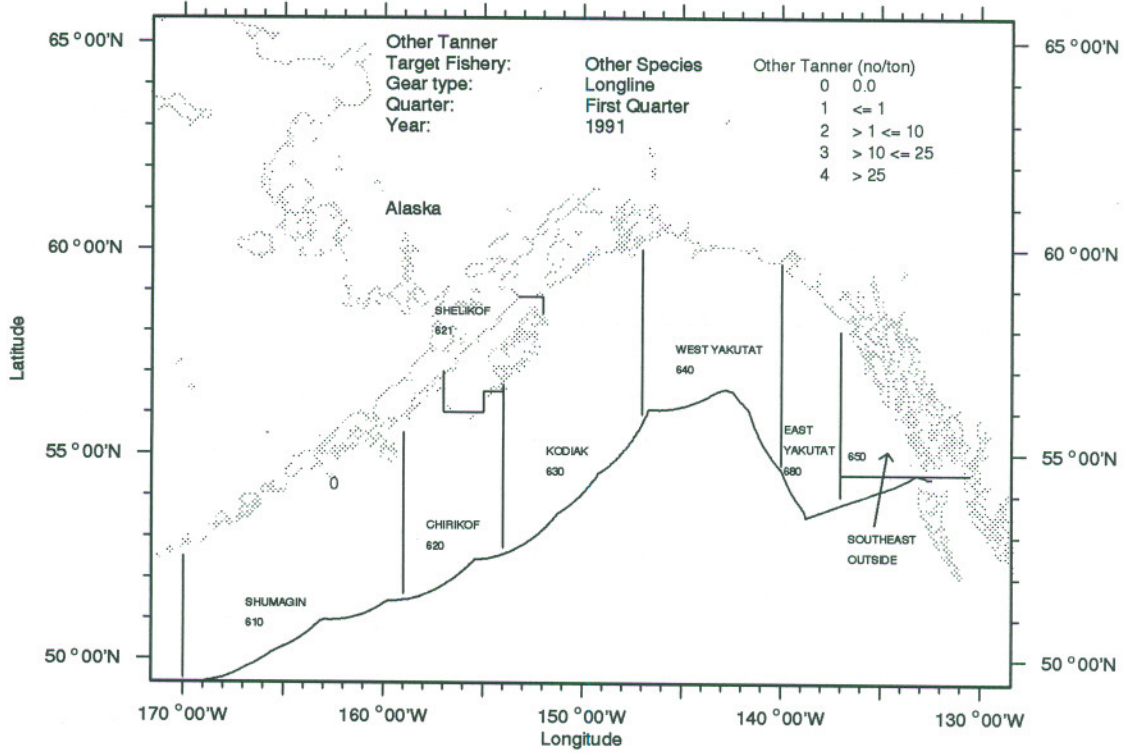 65 °00'N
65 °00'N
Other Tanner
Target Fishery: Other Species
Gear type: Longline
Quarter: First Quarter
Year: 1991
Other Tanner (no/ton)
0 0.0
1 <= 1
2 > 1 <= 10
3 > 10 <= 25
4 > 25
Alaska
60 °00'N
60 °00'N
SHELIKOF
621
WEST YAKUTAT
640
Latitude
EAST
YAKUTAT
680
650
KODIAK
630
55 °00'N
55 °00'N
0
CHIRIKOF
620
SOUTHEAST
OUTSIDE
SHUMAGIN
610
50 °00'N
50 °00'N
170 °00'W
160 °00'W
150 °00'W
140 °00'W
130 °00'W
Longitude